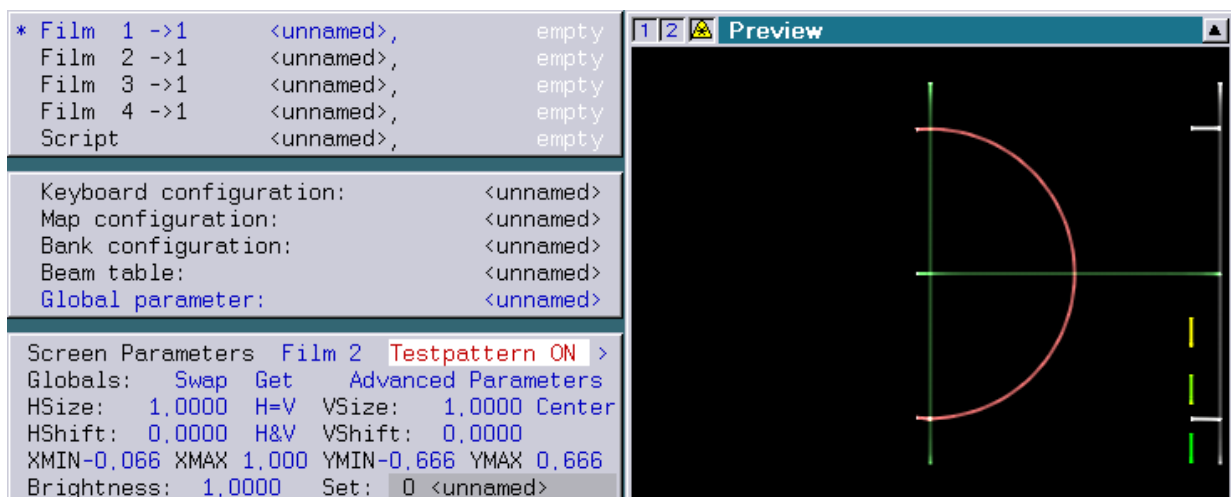 * Film 1 ->1 <unnamed>, empty
Film 2 ->1 <unnamed>, empty
Film 3 ->1 <unnamed>, empty
Film 4 ->1 <unnamed>, empty
Script <unnamed>, empty
Keyboard configuration: <unnamed>
Map configuration: <unnamed>
Bank configuration: <unnamed>
Beam table: <unnamed>
Global parameter: <unnamed>
Screen Parameters Film 2 Testpattern ON >
Globals: Swap Get Advanced Parameters
HSize: 1,0000 H=V VSize: 1,0000 Center
HShift: 0,0000 H&V VShift: 0,0000
XMIN-0,066 XMAX 1,000 YMIN-0,666 YMAX 0,666
Brightness: 1,0000 Set: 0 <unnamed>
1 2 Preview